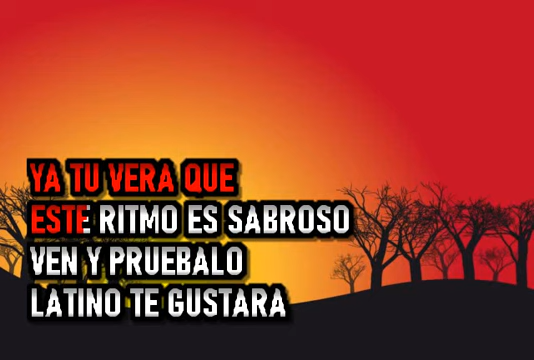 YA TU VERA QUE
ESTE RITMO ES SABROSO
VEN Y PRUEBALO
LATINO TE GUSTARA